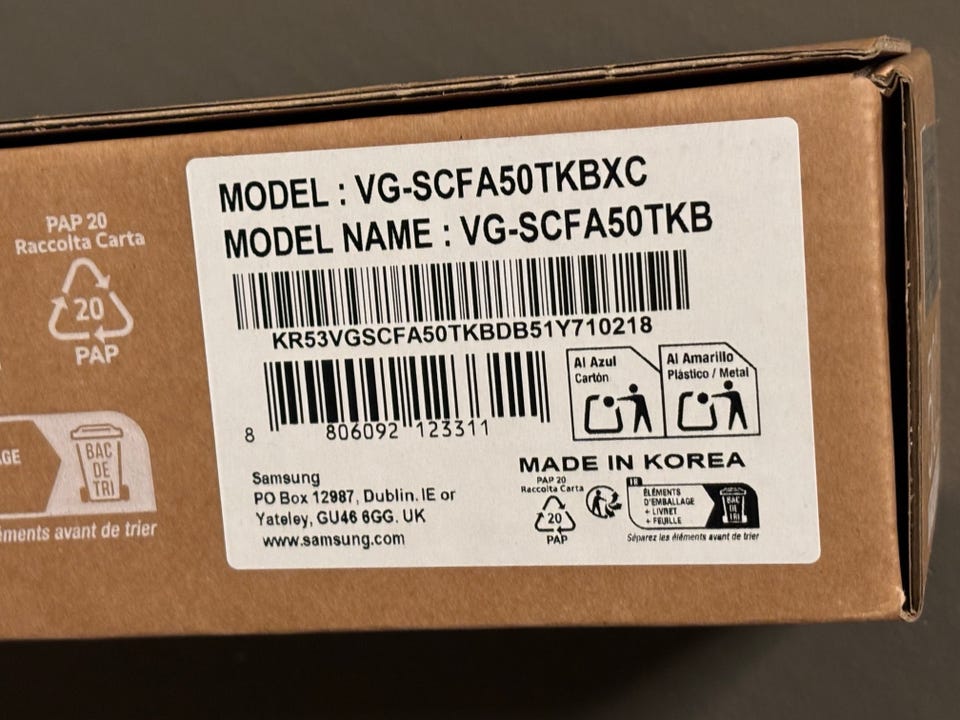 PAP 20
Raccolta Carta
20
PAP
AGE
BAC
DE
TRI
éments avant de trier
MODEL : VG-SCFA50TKBXC
MODEL NAME : VG-SCFA50TKB
KR53VGSCFA50TKBDB51Y710218
8 806092 123311
Al Azul
Cartón
Al Amarillo
Plástico / Metal
MADE IN KOREA
Samsung
PO Box 12987, Dublin. IE or
Yateley, GU46 6GG. UK
www.samsung.com
PAP 20
Raccolta Carta
20
PAP
FR
ÉLÉMENTS
D'EMBALLAGE
+ LIVRET
+ FEUILLE
BAC
DE
TRI
Séparez les éléments avant de trier